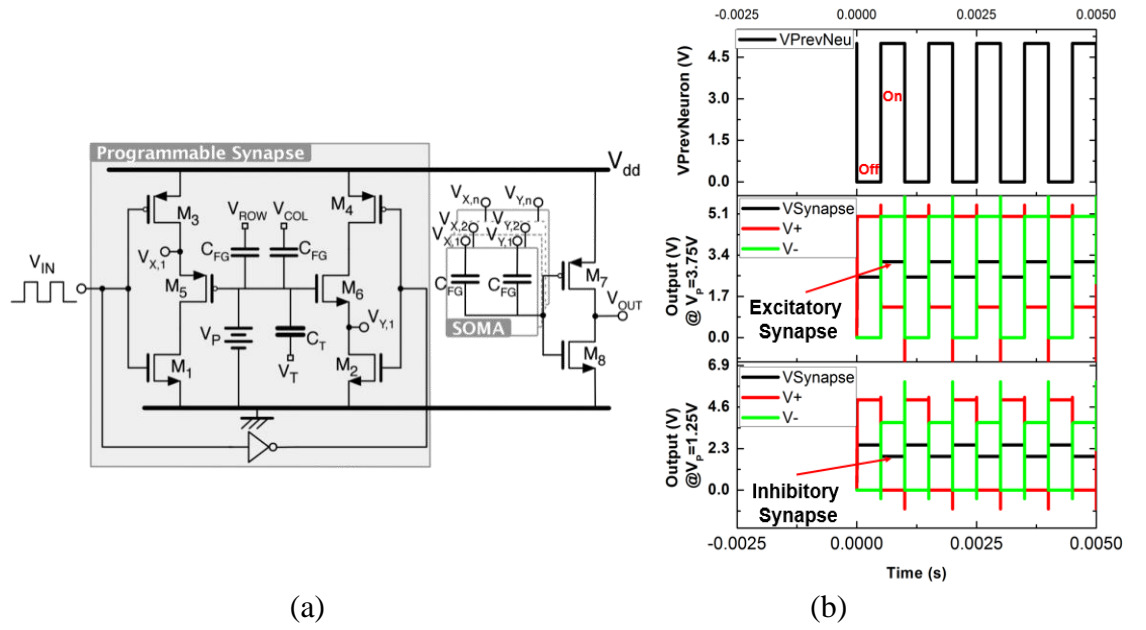 Programmable Synapse
V_dd
M_3
M_4
V_ROW
V_COL
V_X,n
V_Y,n
V_X,2
V_Y,2
V_X,1
V_Y,1
V_X,1
C_FG
C_FG
V_IN
M_5
M_6
C_FG
C_FG
M_7
V_OUT
SOMA
V_P
C_T
V_Y,1
M_1
V_T
M_2
M_8
(a)
-0.0025 0.0000 0.0025 0.0050
VPrevNeu
VPrevNeuron (V)
4.5
3.0
1.5
0.0
On
Off
Output (V)
@ V_P=3.75V
5.1
3.4
1.7
0.0
VSynapse
V+
V-
Excitatory
Synapse
Output (V)
@V_P=1.25V
6.9
4.6
2.3
0.0
VSynapse
V+
V-
Inhibitory
Synapse
-0.0025 0.0000 0.0025 0.0050
Time (s)
(b)